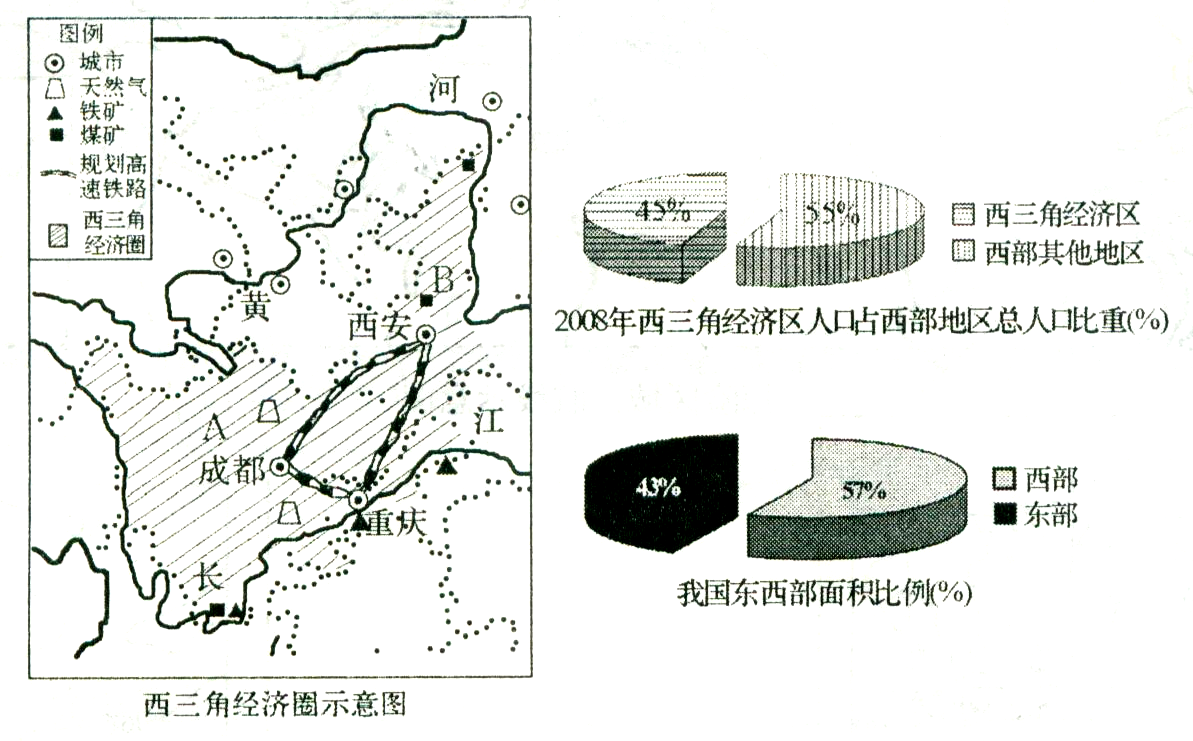 图例
城市
天然气
铁矿
煤矿
规划高
速铁路
西三角
经济圈
河
B
黄
西安
A
江
成都
重庆
长
西三角经济圈示意图
45%
55%
西三角经济区
西部其他地区
2008年西三角经济区人口占西部地区总人口比重(%)
43%
57%
西部
东部
我国东西部面积比例(%)